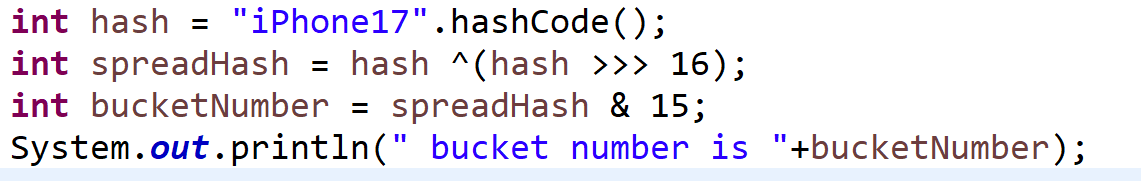 int hash = "iPhone17".hashCode();
int spreadHash = hash ^(hash >>> 16);
int bucketNumber = spreadHash & 15;
System.out.println(" bucket number is "+bucketNumber);